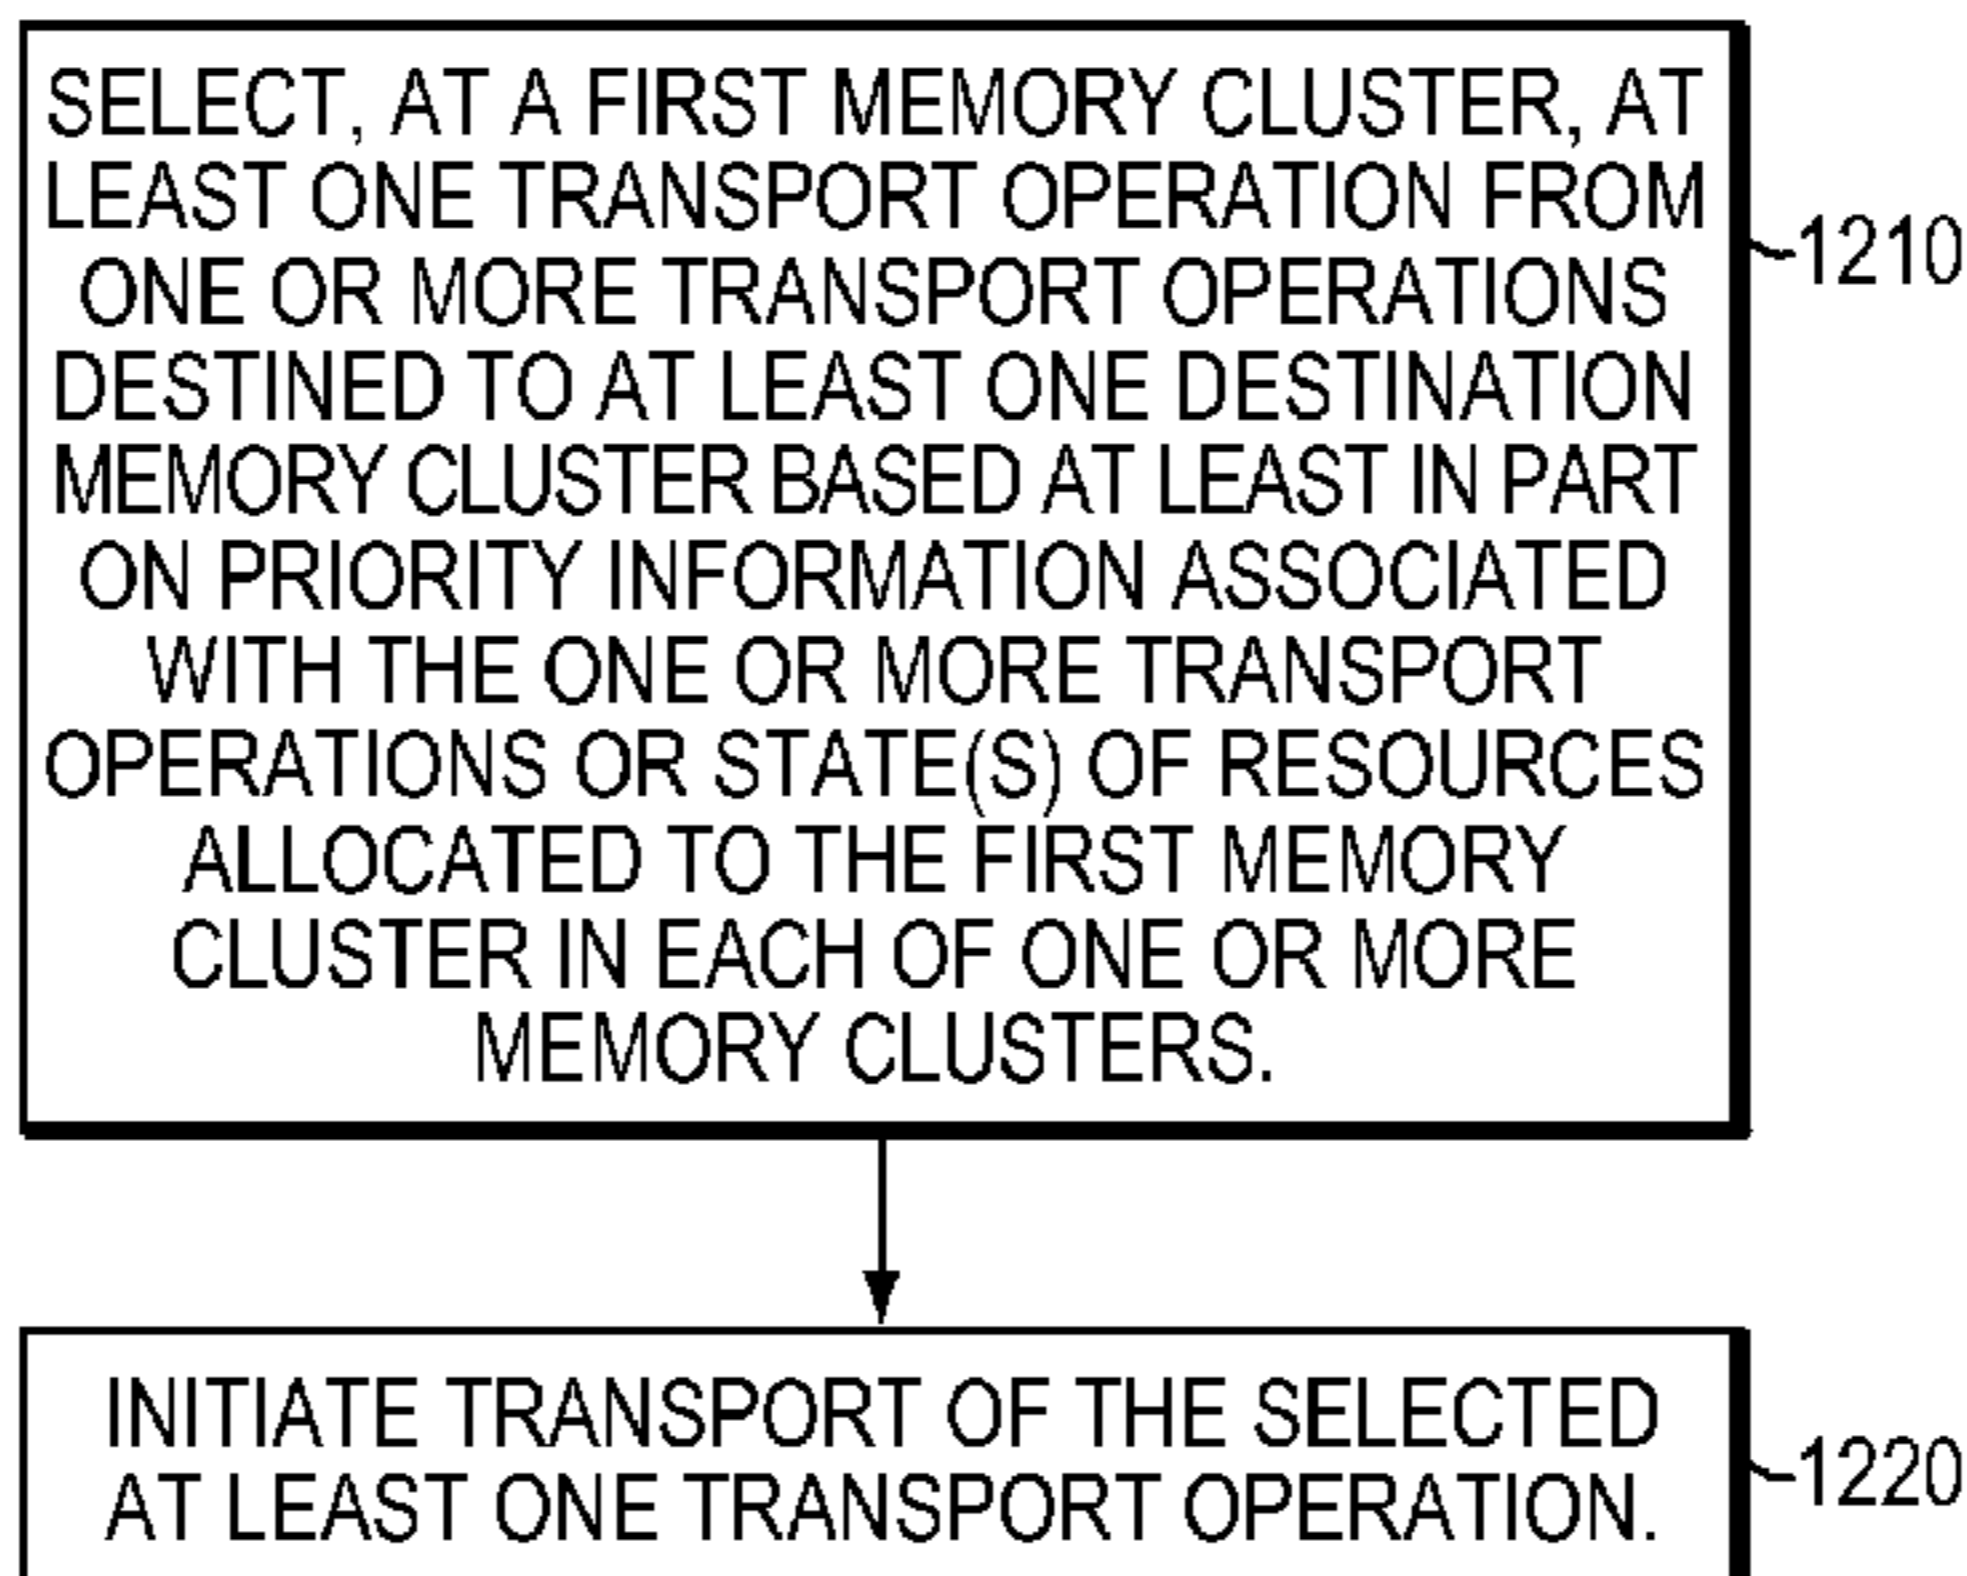 SELECT, AT A FIRST MEMORY CLUSTER, AT
LEAST ONE TRANSPORT OPERATION FROM
ONE OR MORE TRANSPORT OPERATIONS
DESTINED TO AT LEAST ONE DESTINATION
MEMORY CLUSTER BASED AT LEAST IN PART
ON PRIORITY INFORMATION ASSOCIATED
WITH THE ONE OR MORE TRANSPORT
OPERATIONS OR STATE(S) OF RESOURCES
ALLOCATED TO THE FIRST MEMORY
CLUSTER IN EACH OF ONE OR MORE
MEMORY CLUSTERS.
1210
INITIATE TRANSPORT OF THE SELECTED
AT LEAST ONE TRANSPORT OPERATION.
1220